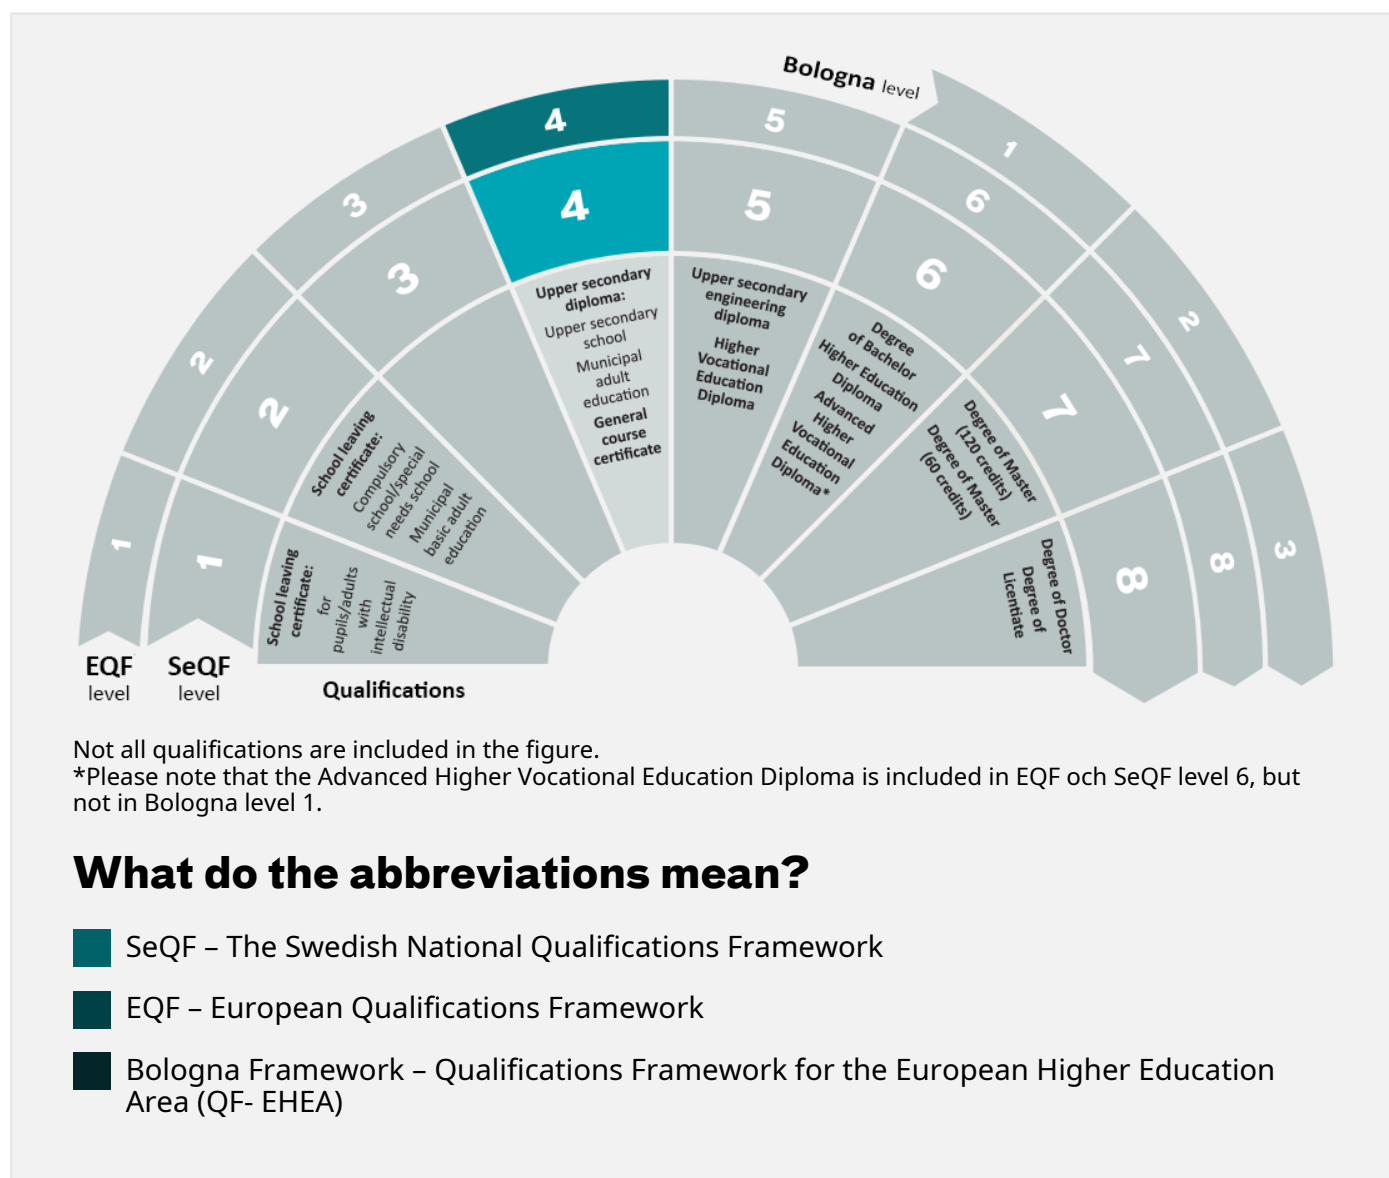 Bologna level
1
2
3
1
2
3
4
5
6
7
8
1
2
3
4
5
6
7
8
School leaving
certificate:
for
pupils/adults
with
intellectual
disability
School leaving
certificate:
Compulsory
school/special
needs school
Municipal
basic adult
education
Upper secondary
diploma:
Upper secondary
school
Municipal
adult
education
General
course
certificate
Upper secondary
engineering
diploma
Higher
Vocational
Education
Diploma
Degree
of Bachelor
Higher Education
Diploma
Advanced
Higher
Vocational
Education
Diploma*
Degree of Master
(120 credits)
Degree of Master
(60 credits)
Degree of Doctor
Degree of
Licentiate
EQF
level
SeQF
level
Qualifications
Not all qualifications are included in the figure.
*Please note that the Advanced Higher Vocational Education Diploma is included in EQF och SeQF level 6, but
not in Bologna level 1.
What do the abbreviations mean?
SeQF – The Swedish National Qualifications Framework
EQF – European Qualifications Framework
Bologna Framework – Qualifications Framework for the European Higher Education
Area (QF- EHEA)